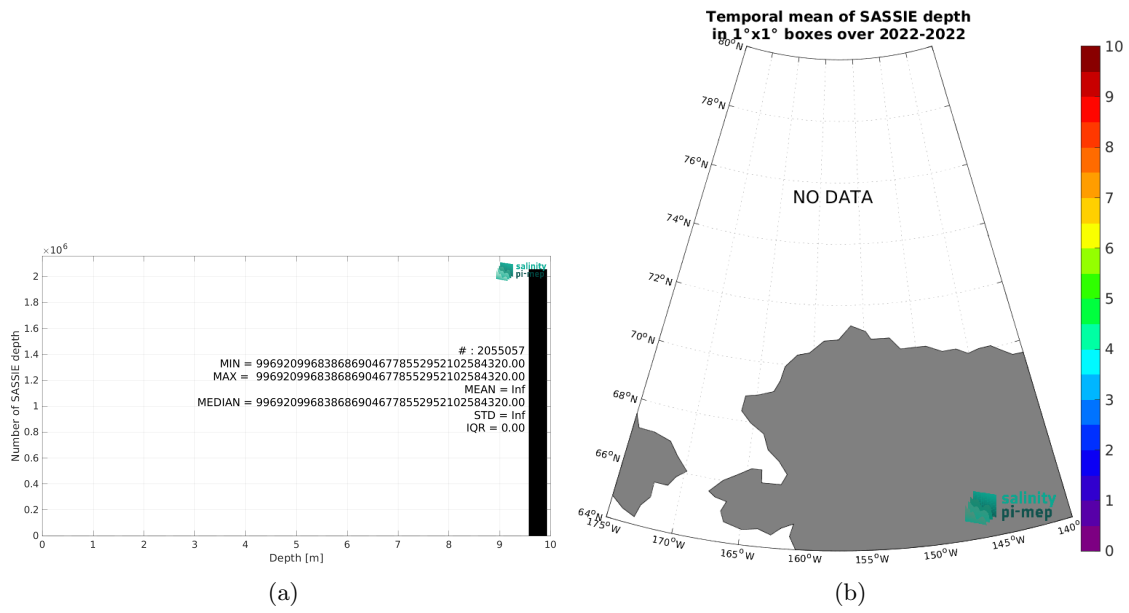 ×10⁶
2
1.8
1.6
1.4
1.2
1
0.8
0.6
0.4
0.2
0
Number of SASSIE depth
salinity
pi-mep
# : 2055057
MIN = 9969209968386869046778552952102584320.00
MAX = 9969209968386869046778552952102584320.00
MEAN = Inf
MEDIAN = 9969209968386869046778552952102584320.00
STD = Inf
IQR = 0.00
0 1 2 3 4 5 6 7 8 9 10
Depth [m]
(a)
Temporal mean of SASSIE depth
in 1°x1° boxes over 2022-2022
80°N
78°N
76°N
74°N
72°N
70°N
68°N
66°N
64°N
NO DATA
175°W
170°W
165°W
160°W
155°W
150°W
145°W
140°
salinity
pi-mep
10
9
8
7
6
5
4
3
2
1
0
(b)